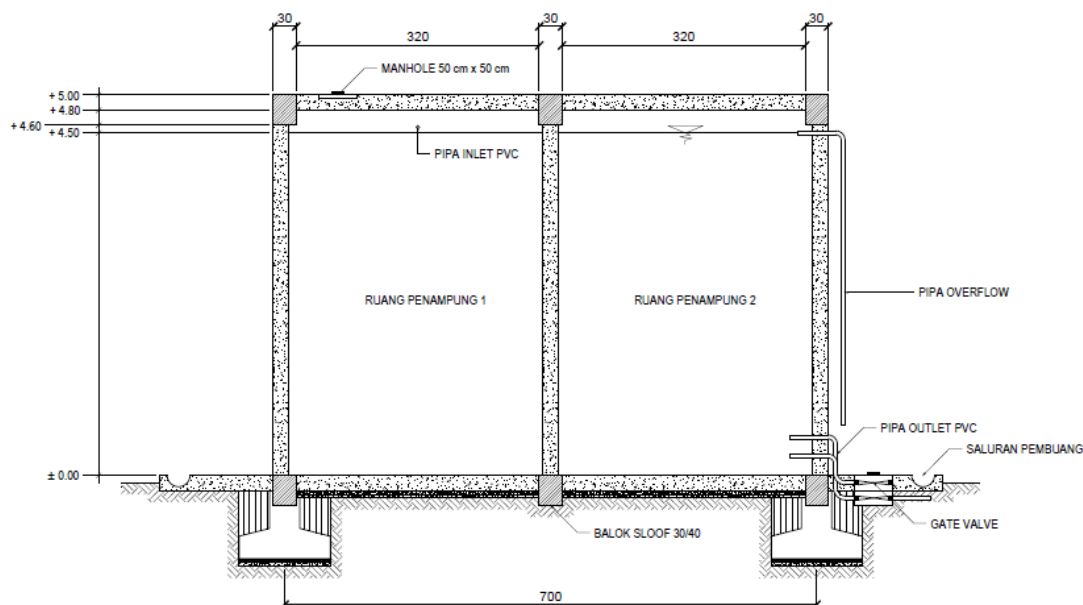 30
30
30
320
320
MANHOLE 50 cm x 50 cm
+ 5.00
+ 4.80
+ 4.60
+ 4.50
PIPA INLET PVC
RUANG PENAMPUNG 1
RUANG PENAMPUNG 2
PIPA OVERFLOW
PIPA OUTLET PVC
SALURAN PEMBUANG
± 0.00
BALOK SLOOF 30/40
GATE VALVE
700